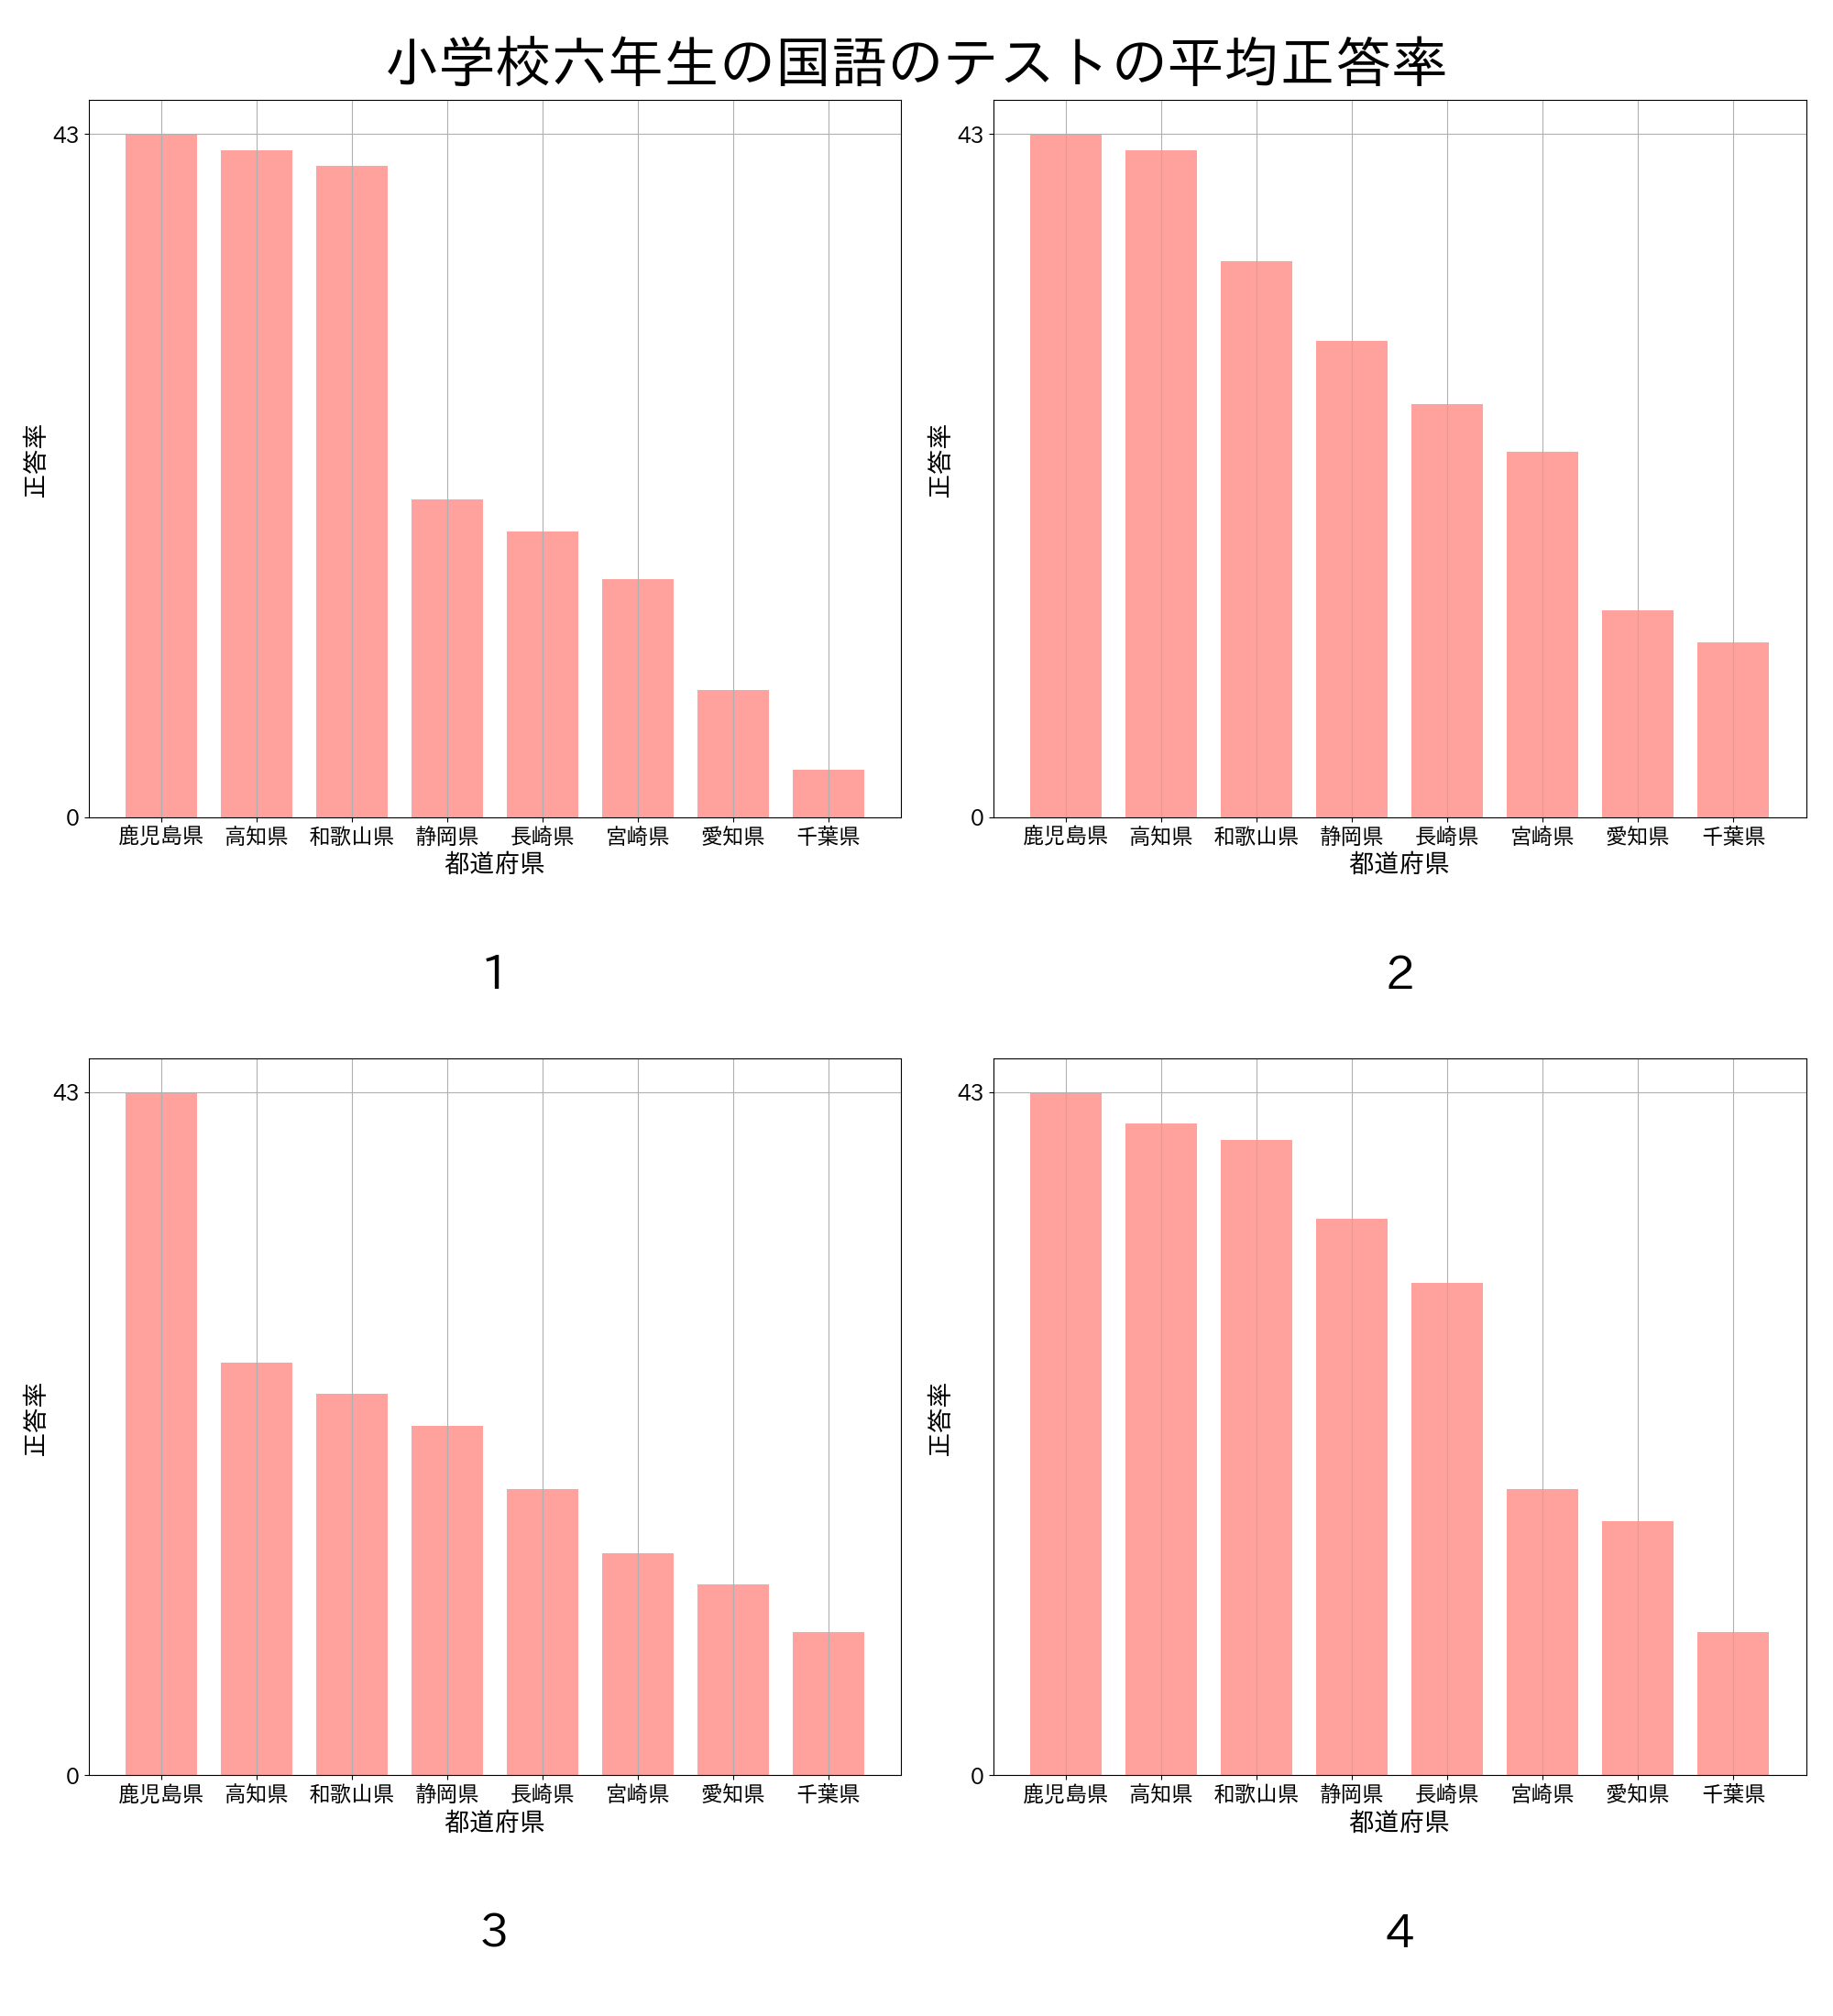 小学校六年生の国語のテストの平均正答率
43
0
正答率
鹿児島県 高知県 和歌山県 静岡県 長崎県 宮崎県 愛知県 千葉県
都道府県
1
43
0
正答率
鹿児島県 高知県 和歌山県 静岡県 長崎県 宮崎県 愛知県 千葉県
都道府県
2
43
0
正答率
鹿児島県 高知県 和歌山県 静岡県 長崎県 宮崎県 愛知県 千葉県
都道府県
3
43
0
正答率
鹿児島県 高知県 和歌山県 静岡県 長崎県 宮崎県 愛知県 千葉県
都道府県
4